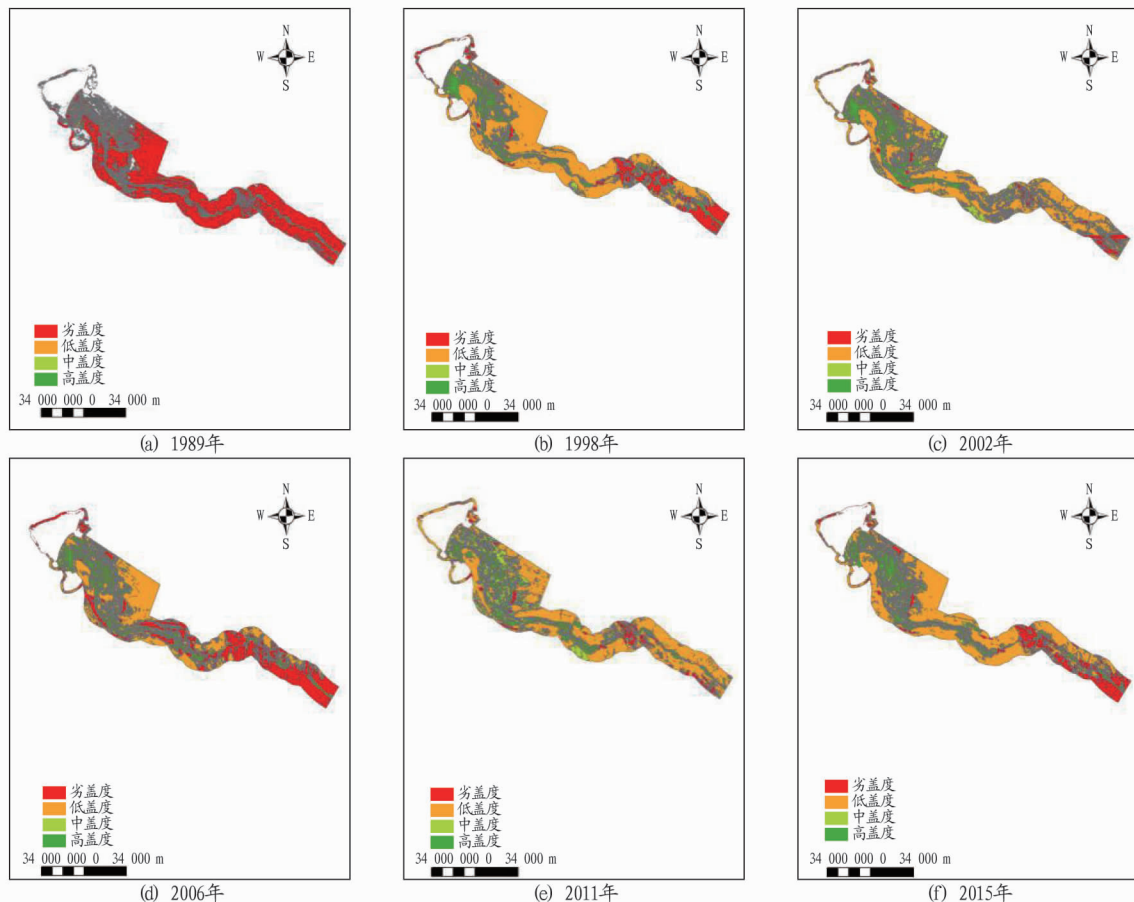 N
W E
S
劣盖度
低盖度
中盖度
高盖度
34 000 000 0 34 000 m
(a) 1989年
N
W E
S
劣盖度
低盖度
中盖度
高盖度
34 000 000 0 34 000 m
(b) 1998年
N
W E
S
劣盖度
低盖度
中盖度
高盖度
34 000 000 0 34 000 m
(c) 2002年
N
W E
S
劣盖度
低盖度
中盖度
高盖度
34 000 000 0 34 000 m
(d) 2006年
N
W E
S
劣盖度
低盖度
中盖度
高盖度
34 000 000 0 34 000 m
(e) 2011年
N
W E
S
劣盖度
低盖度
中盖度
高盖度
34 000 000 0 34 000 m
(f) 2015年